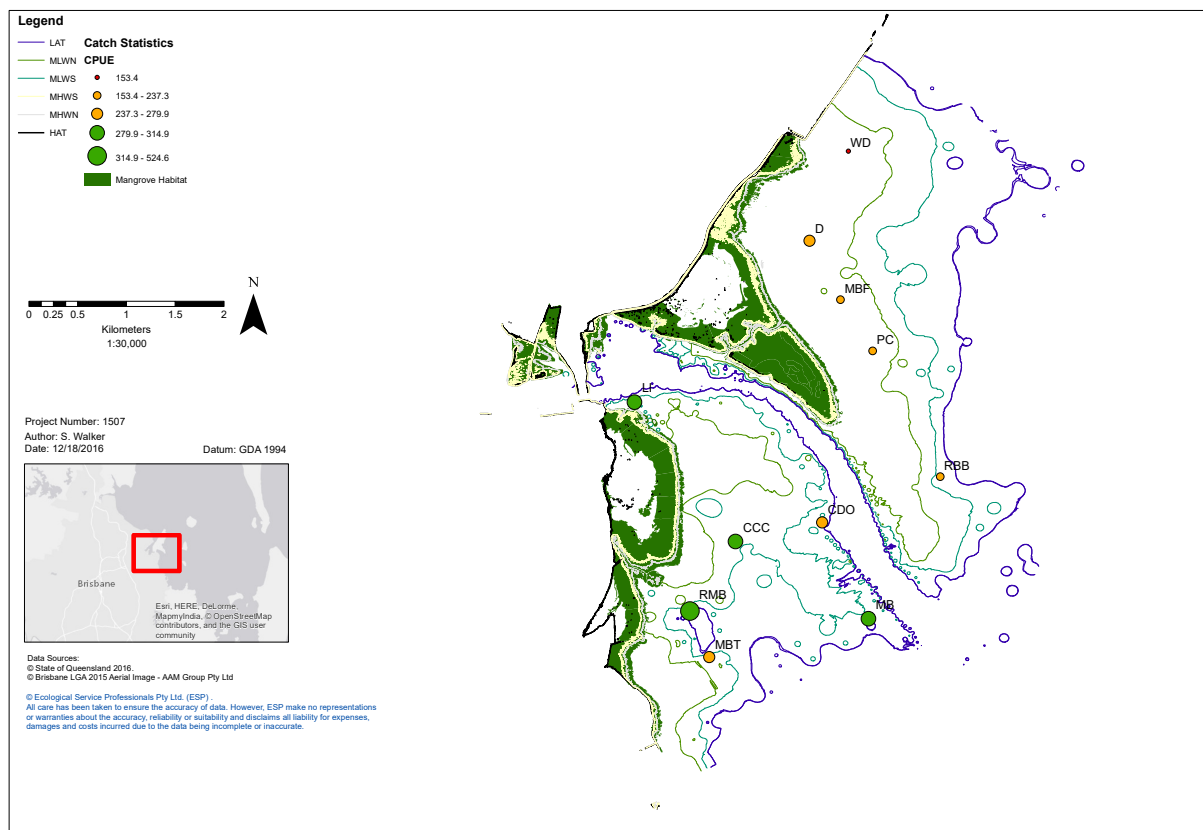 Legend
LAT
MLWN
MLWS
MHWS
MHWN
HAT
Catch Statistics
CPUE
153.4
153.4 - 237.3
237.3 - 279.9
279.9 - 314.9
314.9 - 524.6
Mangrove Habitat
0 0.25 0.5 1 1.5 2
Kilometers
1:30,000
N
Project Number: 1507
Author: S. Walker
Date: 12/18/2016
Datum: GDA 1994
Brisbane
Esri, HERE, DeLorme,
MapmyIndia, © OpenStreetMap
contributors, and the GIS user
community
Data Sources:
© State of Queensland 2016.
© Brisbane LGA 2015 Aerial Image - AAM Group Pty Ltd
© Ecological Service Professionals Pty Ltd. (ESP) .
All care has been taken to ensure the accuracy of data. However, ESP make no representations
or warranties about the accuracy, reliability or suitability and disclaims all liability for expenses,
damages and costs incurred due to the data being incomplete or inaccurate.
WD
D
MBF
PC
RBB
CDO
CCC
RMB
MB
MBT